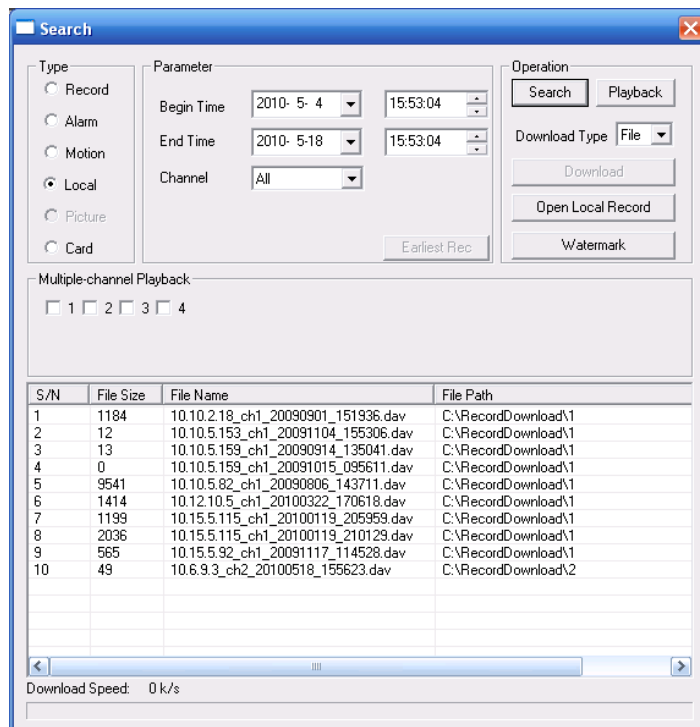 Search
Type
Record
Alarm
Motion
Local
Picture
Card
Parameter
Begin Time 2010- 5- 4 15:53:04
End Time 2010- 5-18 15:53:04
Channel All
Earliest Rec
Operation
Search Playback
Download Type File
Download
Open Local Record
Watermark
Multiple-channel Playback
1 2 3 4
S/N File Size File Name File Path
1 1184 10.10.2.18_ch1_20090901_151936.dav C:\RecordDownload\1
2 12 10.10.5.153_ch1_20091104_155306.dav C:\RecordDownload\1
3 13 10.10.5.159_ch1_20090914_135041.dav C:\RecordDownload\1
4 0 10.10.5.159_ch1_20091015_095611.dav C:\RecordDownload\1
5 9541 10.10.5.82_ch1_20090806_143711.dav C:\RecordDownload\1
6 1414 10.12.10.5_ch1_20100322_170618.dav C:\RecordDownload\1
7 1199 10.15.5.115_ch1_20100119_205959.dav C:\RecordDownload\1
8 2036 10.15.5.115_ch1_20100119_210129.dav C:\RecordDownload\1
9 565 10.15.5.92_ch1_20091117_114528.dav C:\RecordDownload\1
10 49 10.6.9.3_ch2_20100518_155623.dav C:\RecordDownload\2
Download Speed: 0 k/s